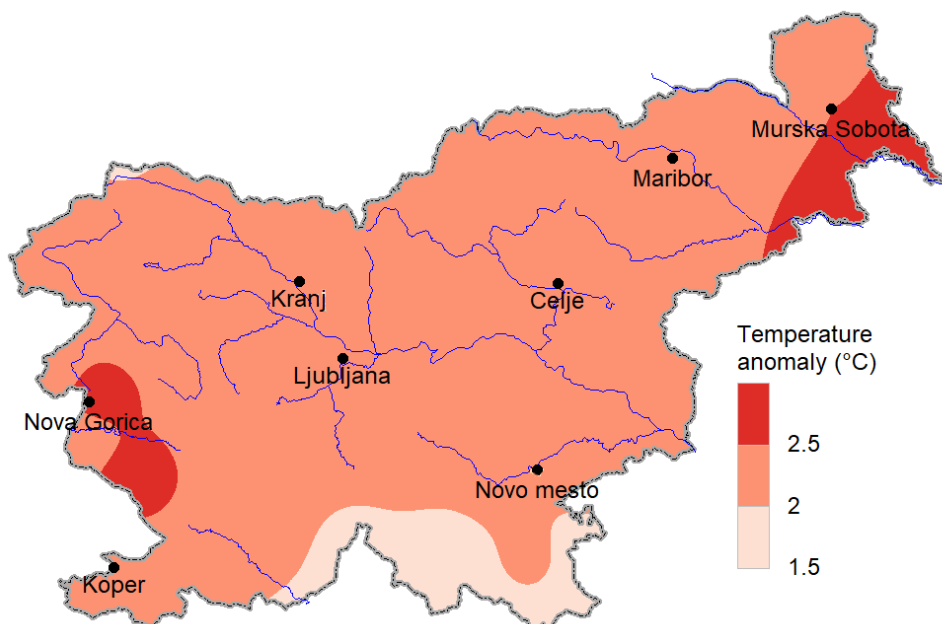 Murska Sobota
Maribor
Kranj
Celje
Ljubljana
Temperature
anomaly (°C)
Nova Gorica
2.5
Novo mesto
2
Koper
1.5